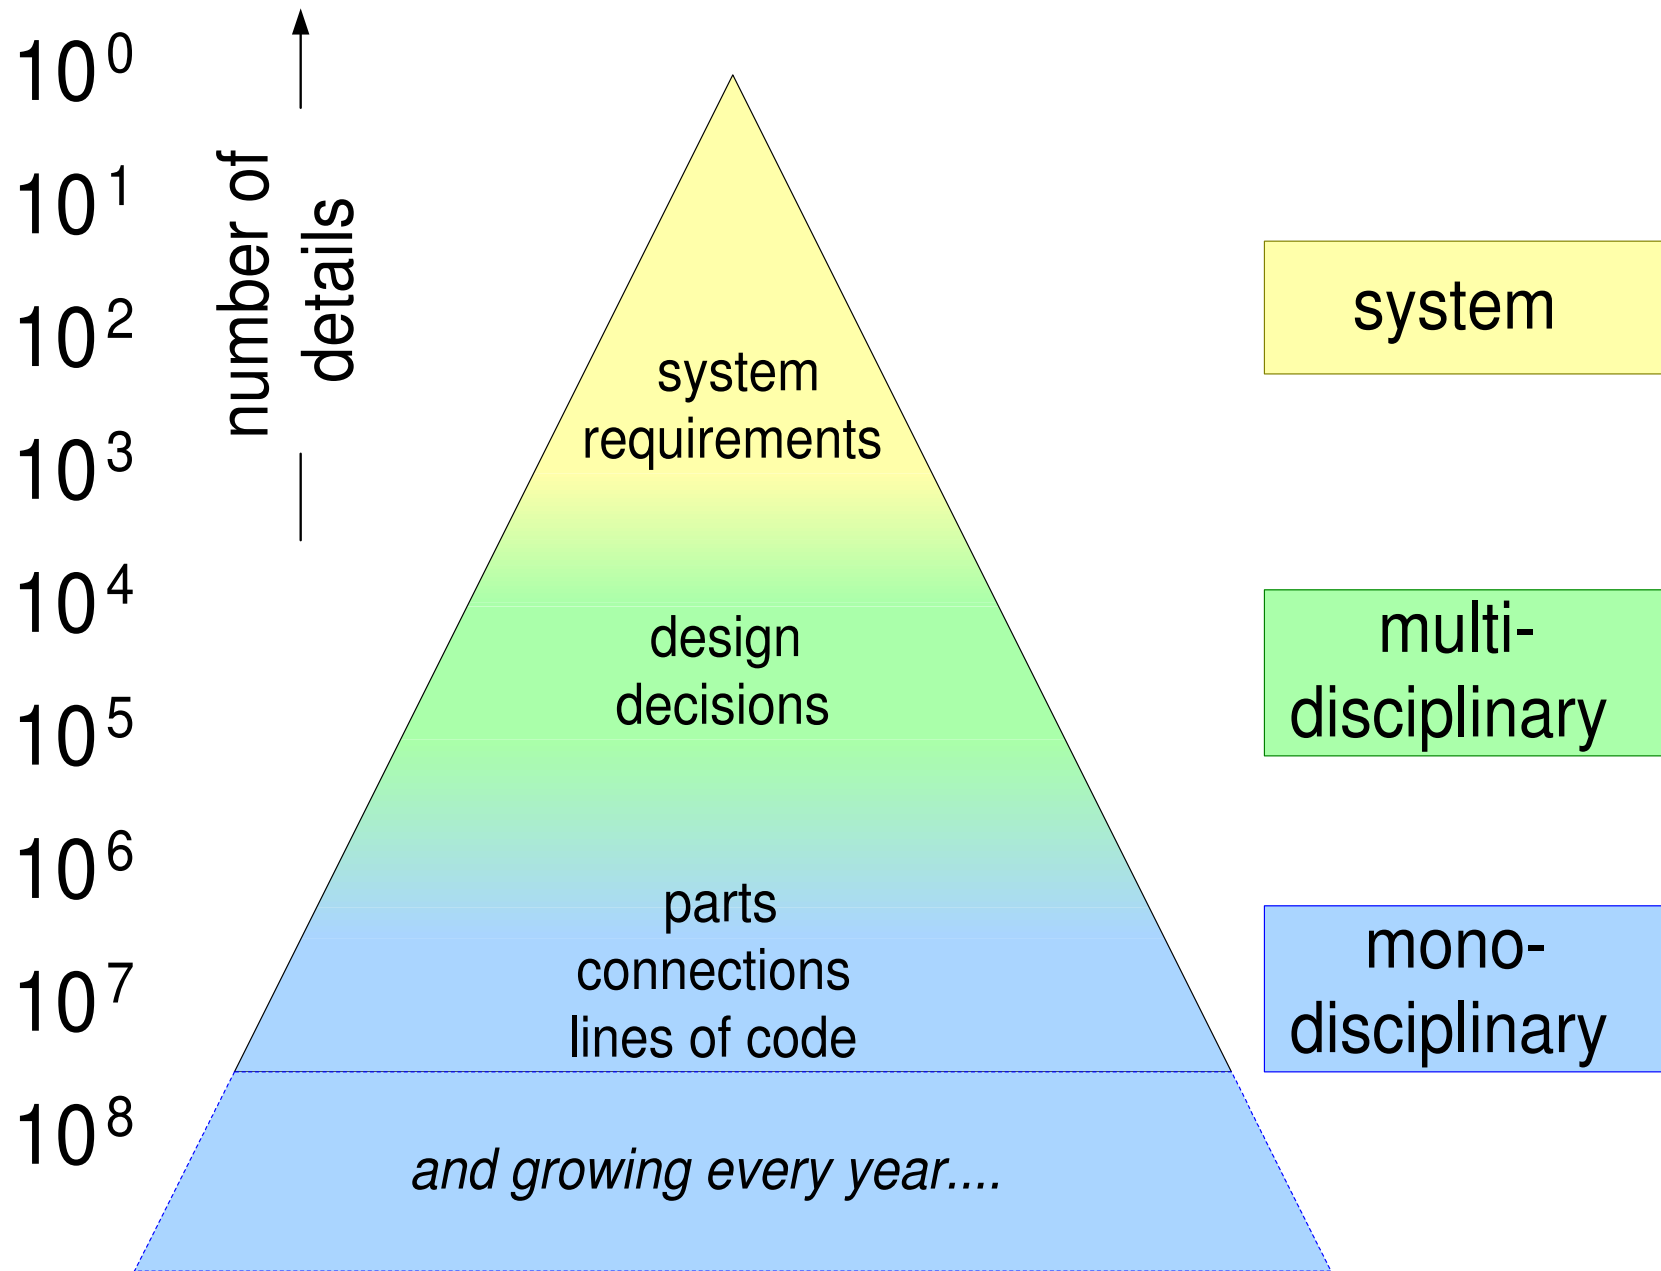 10^0
10^1
10^2
10^3
10^4
10^5
10^6
10^7
10^8
number of
details
system
requirements
design
decisions
parts
connections
lines of code
and growing every year....
system
multi-
disciplinary
mono-
disciplinary